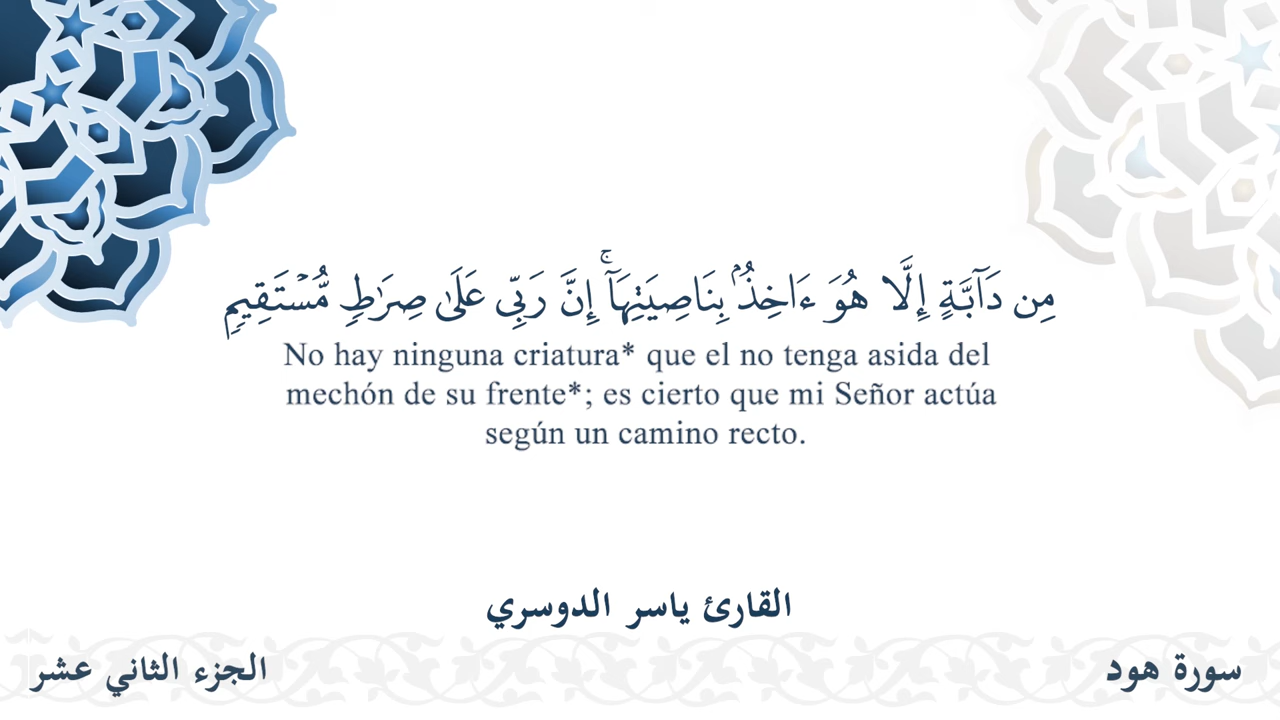 مِن دَآبَّةٍ إِلَّا هُوَ ءَاخِذُۢ بِنَاصِيَتِهَآۚ إِنَّ رَبِّى عَلَىٰ صِرَٰطٍ مُّسْتَقِيمٍ
No hay ninguna criatura* que el no tenga asida del
mechón de su frente*; es cierto que mi Señor actúa
según un camino recto.
القارئ ياسر الدوسري
سورة هود
الجزء الثاني عشر